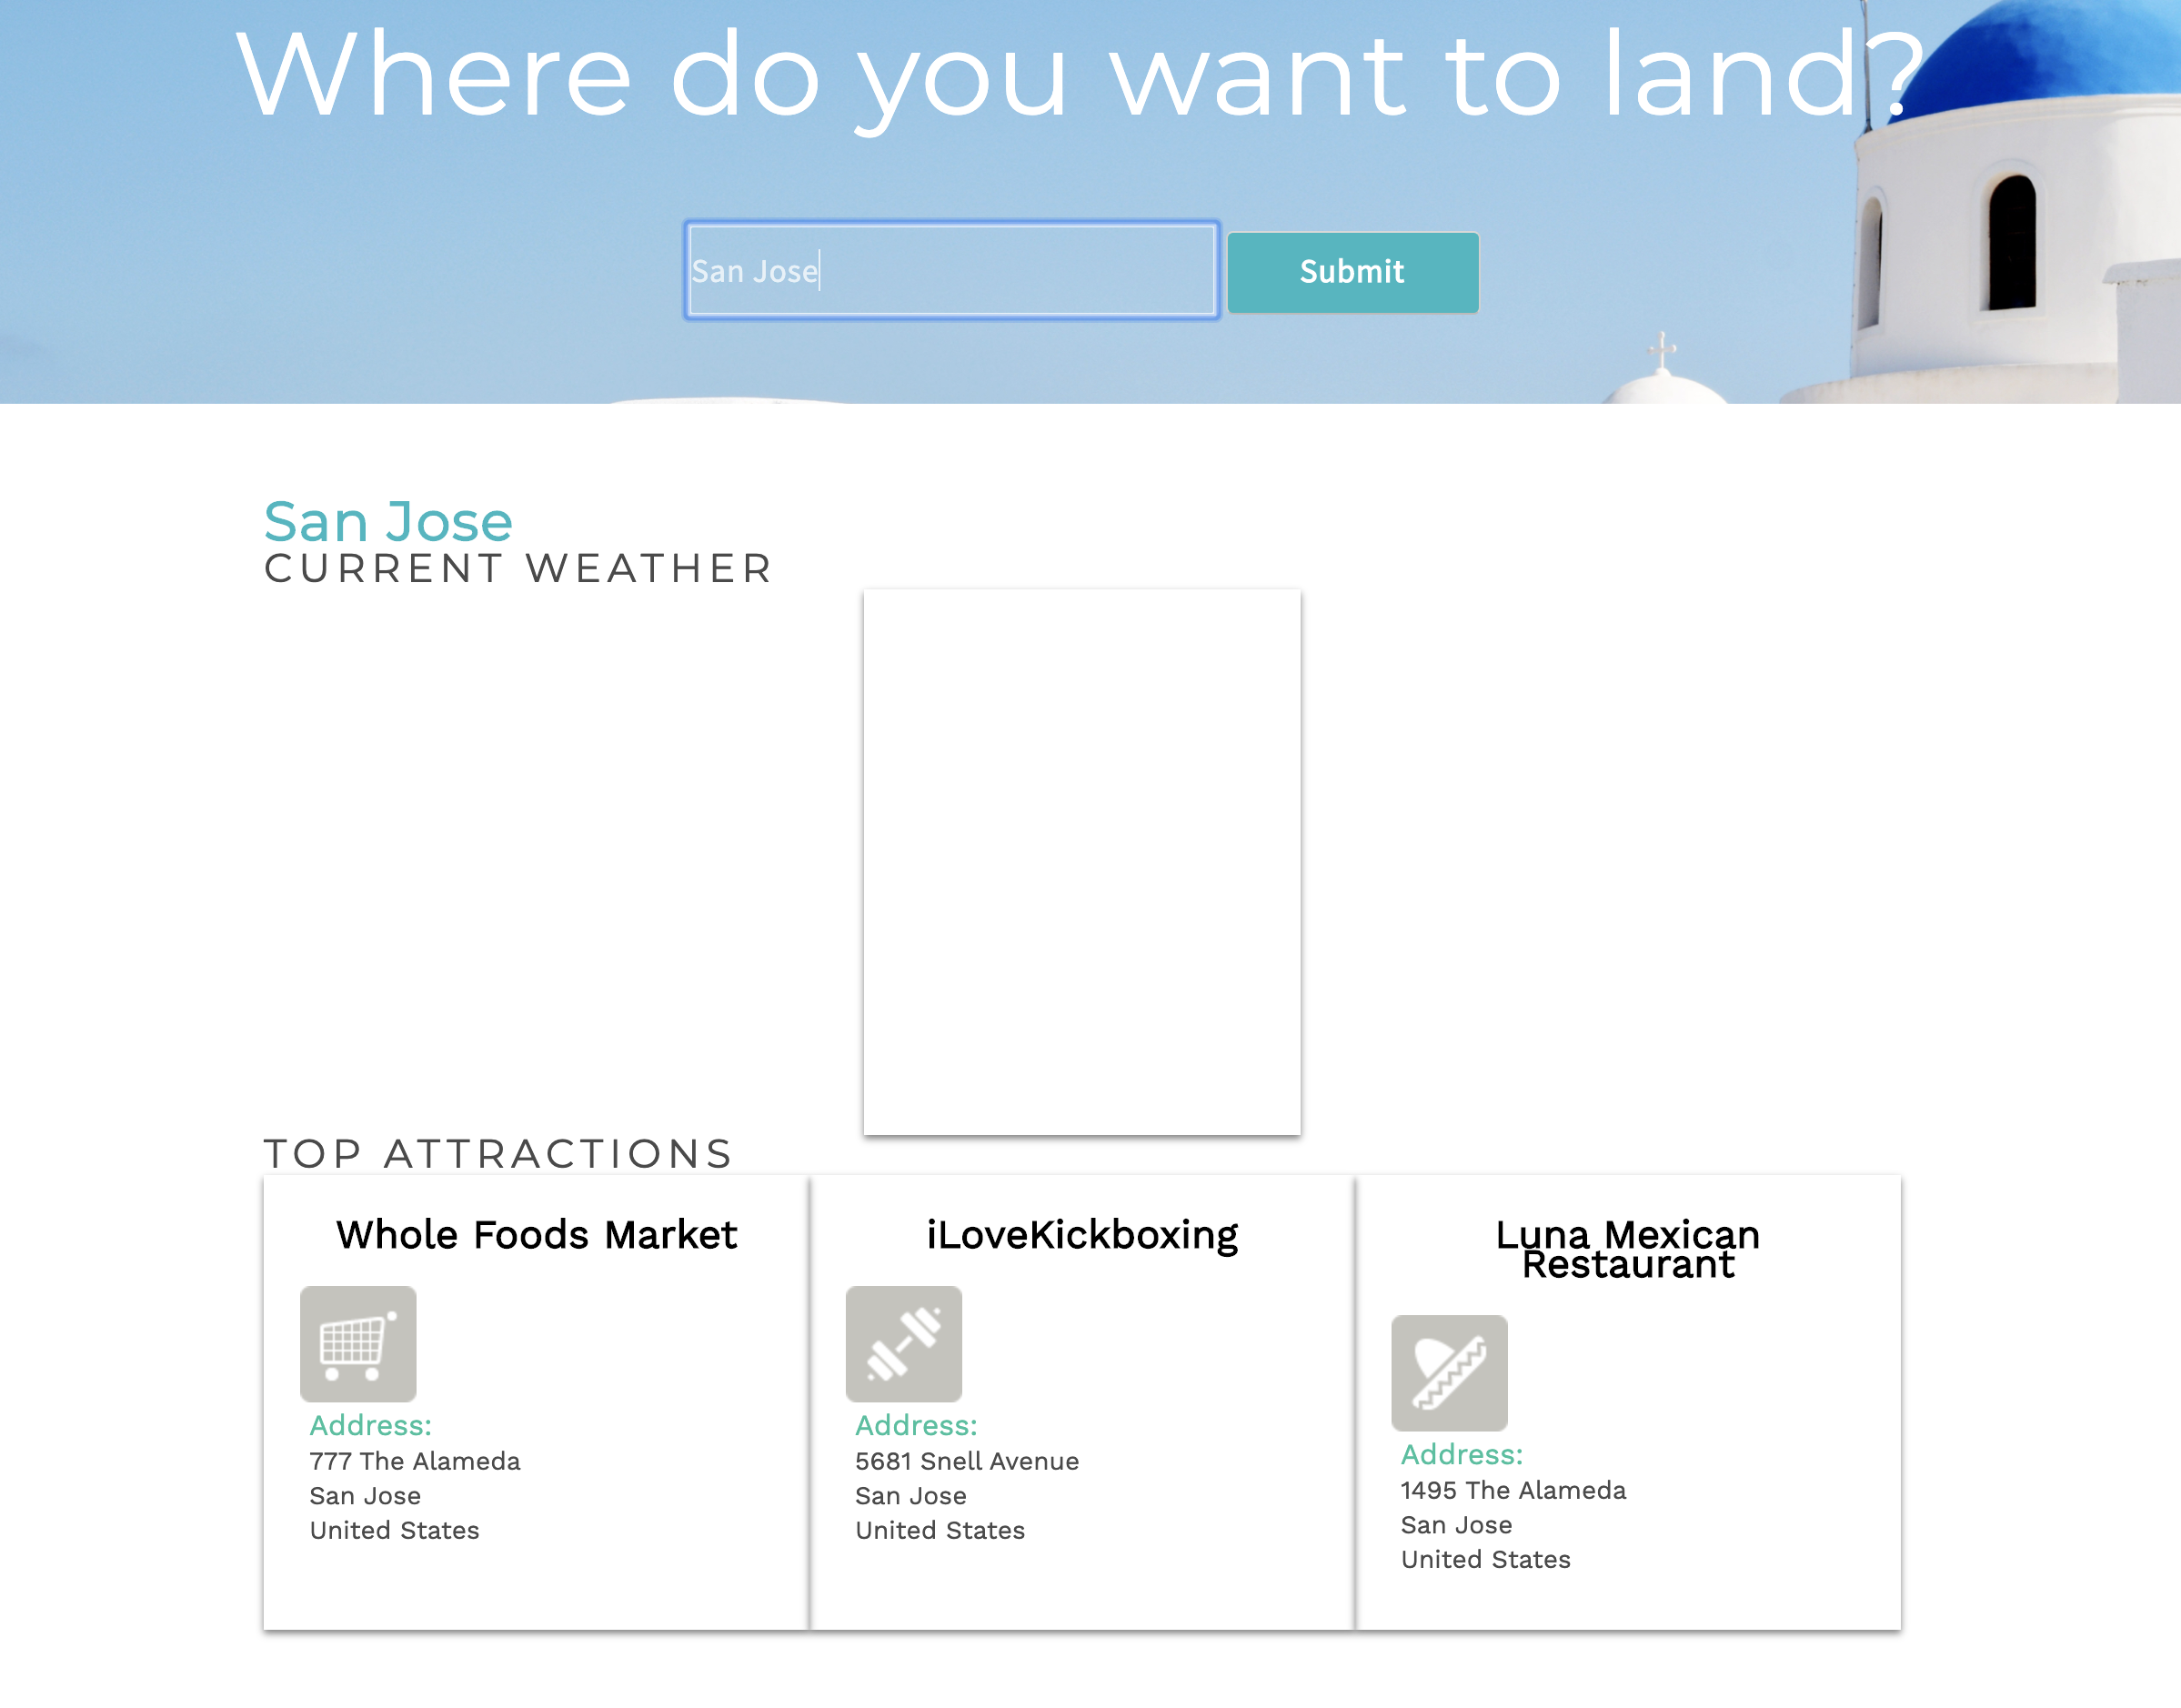 Where do you want to land?
San Jose
Submit
San Jose
CURRENT WEATHER
TOP ATTRACTIONS
Whole Foods Market
Address:
777 The Alameda
San Jose
United States
iLoveKickboxing
Address:
5681 Snell Avenue
San Jose
United States
Luna Mexican
Restaurant
Address:
1495 The Alameda
San Jose
United States